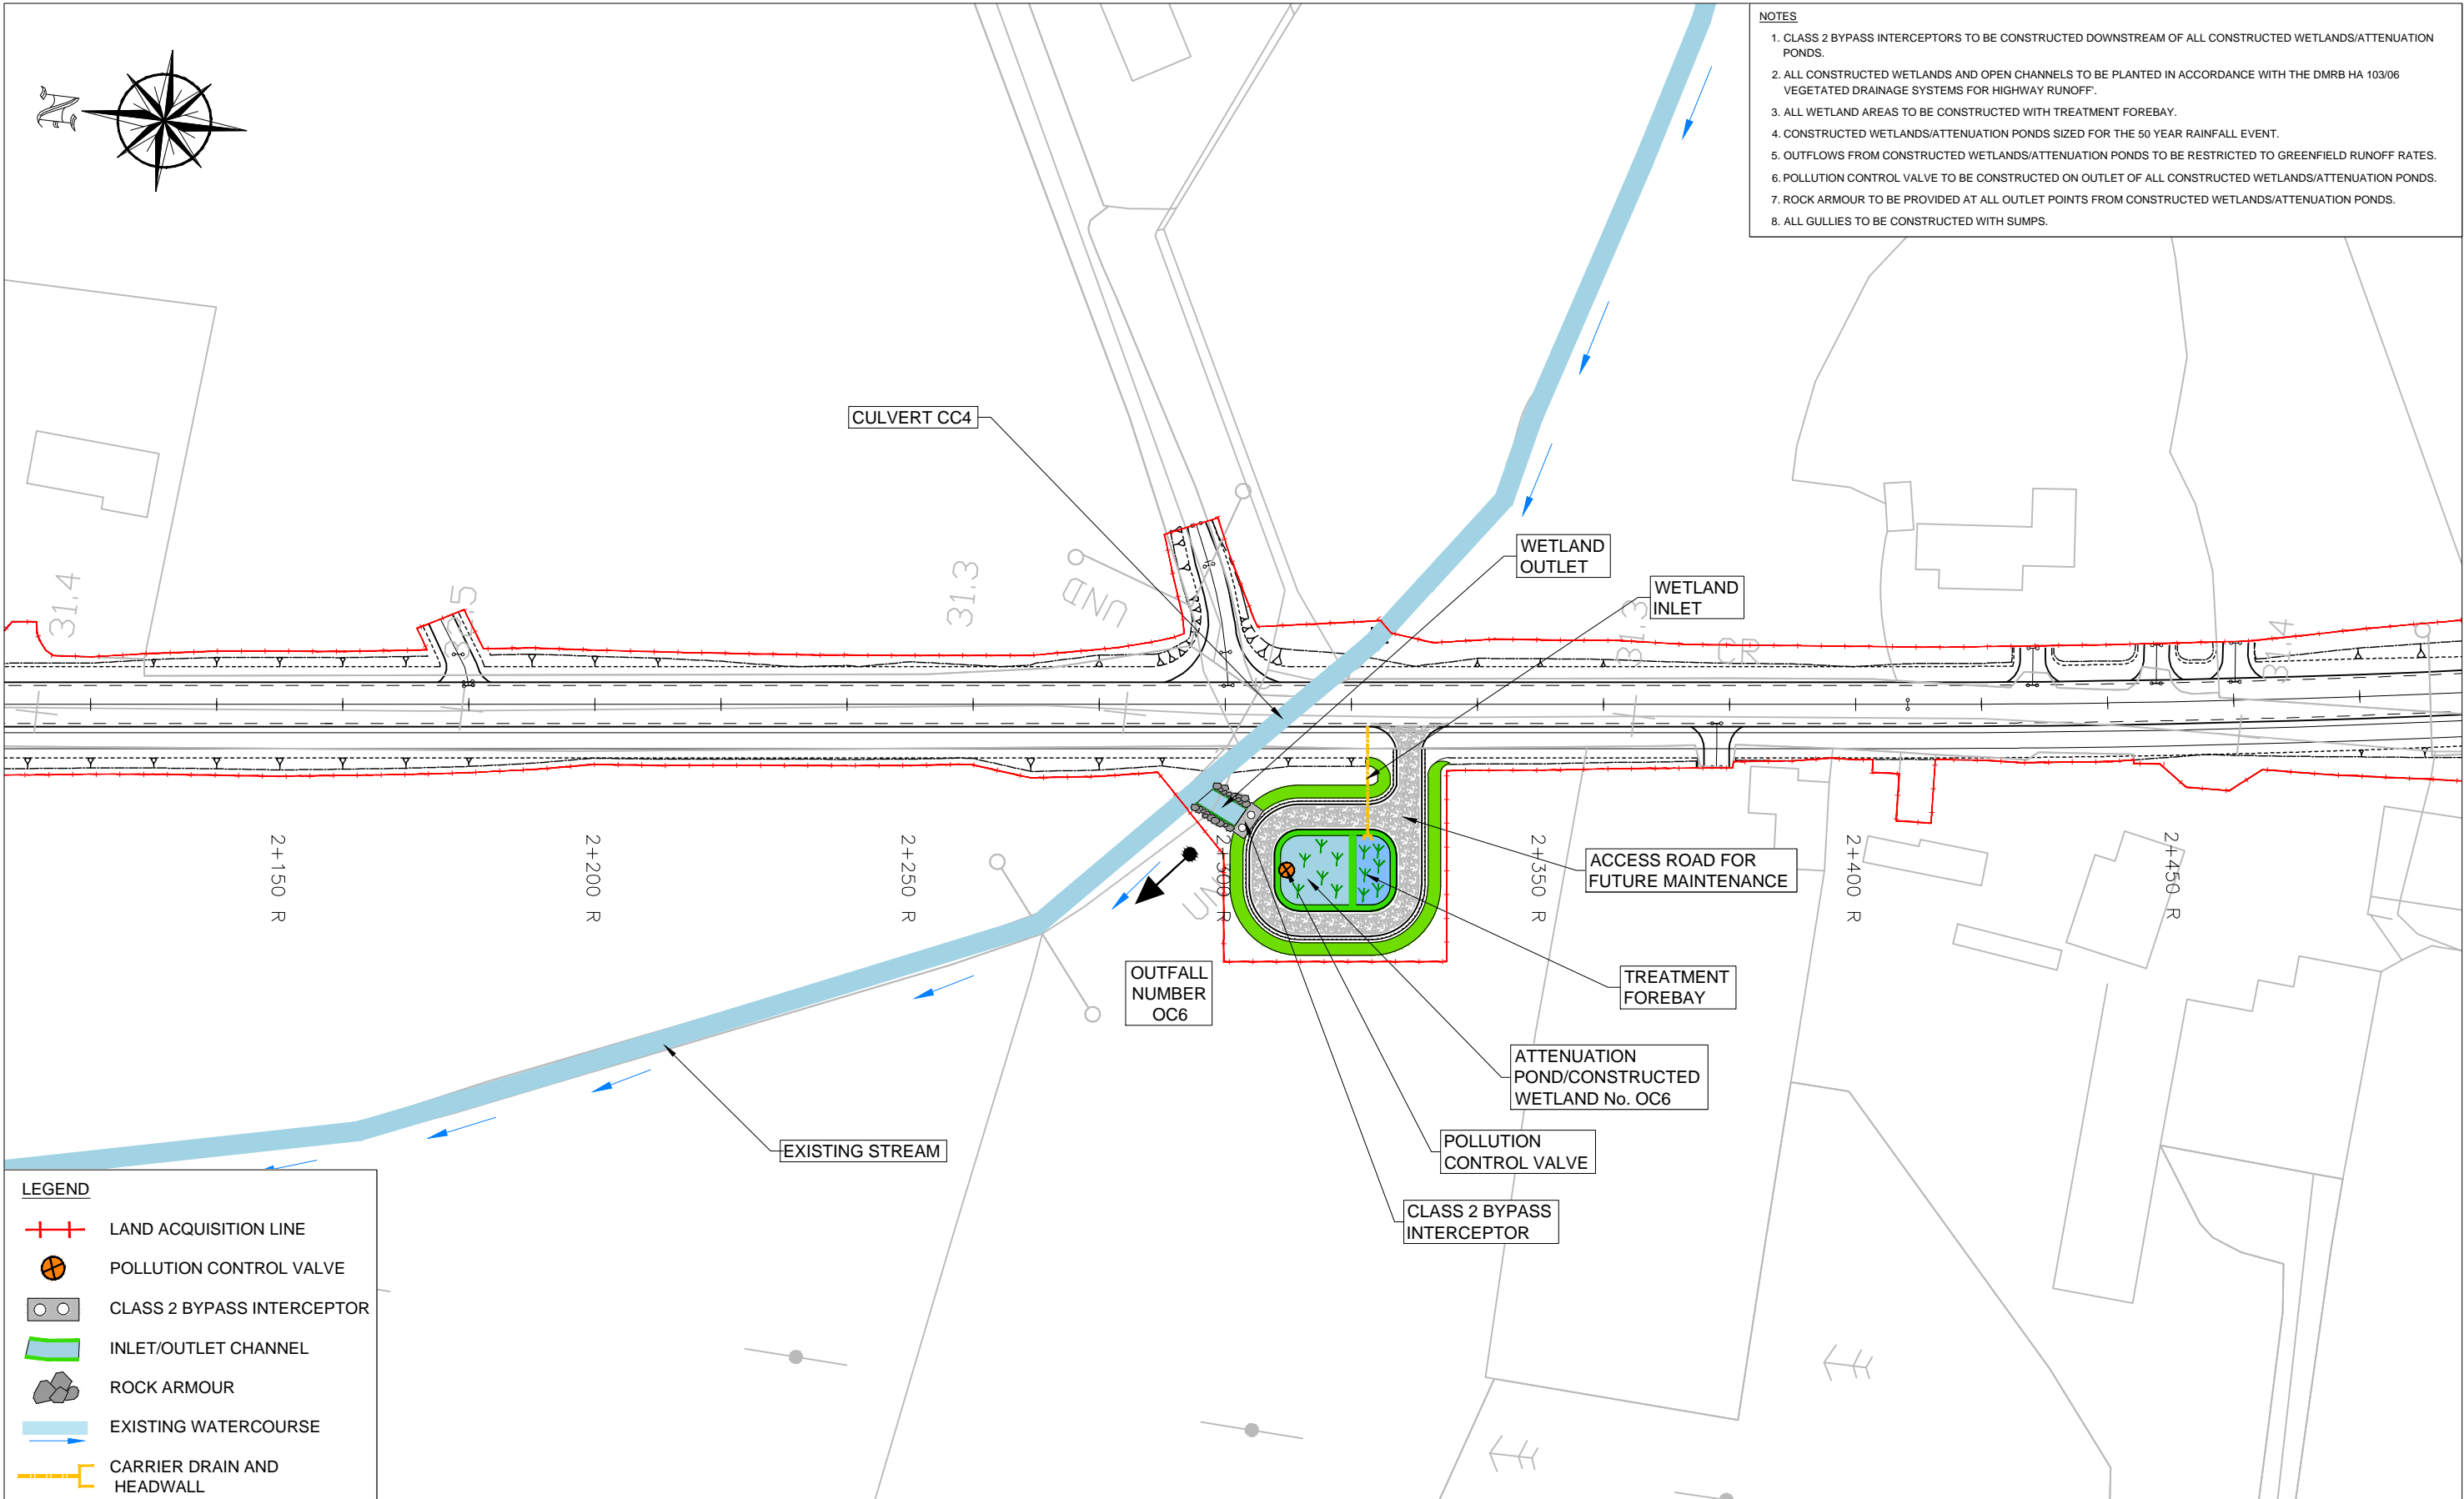 NOTES
1. CLASS 2 BYPASS INTERCEPTORS TO BE CONSTRUCTED DOWNSTREAM OF ALL CONSTRUCTED WETLANDS/ATTENUATION
PONDS.
2. ALL CONSTRUCTED WETLANDS AND OPEN CHANNELS TO BE PLANTED IN ACCORDANCE WITH THE DMRB HA 103/06
VEGETATED DRAINAGE SYSTEMS FOR HIGHWAY RUNOFF'.
3. ALL WETLAND AREAS TO BE CONSTRUCTED WITH TREATMENT FOREBAY.
4. CONSTRUCTED WETLANDS/ATTENUATION PONDS SIZED FOR THE 50 YEAR RAINFALL EVENT.
5. OUTFLOWS FROM CONSTRUCTED WETLANDS/ATTENUATION PONDS TO BE RESTRICTED TO GREENFIELD RUNOFF RATES.
6. POLLUTION CONTROL VALVE TO BE CONSTRUCTED ON OUTLET OF ALL CONSTRUCTED WETLANDS/ATTENUATION PONDS.
7. ROCK ARMOUR TO BE PROVIDED AT ALL OUTLET POINTS FROM CONSTRUCTED WETLANDS/ATTENUATION PONDS.
8. ALL GULLIES TO BE CONSTRUCTED WITH SUMPS.
N
CULVERT CC4
WETLAND
OUTLET
WETLAND
INLET
31.4
31.3
UND
31.3
CR
31.4
2+150 R
2+200 R
2+250 R
2+300 R
2+350 R
2+400 R
2+450 R
UN
ACCESS ROAD FOR
FUTURE MAINTENANCE
OUTFALL
NUMBER
OC6
TREATMENT
FOREBAY
ATTENUATION
POND/CONSTRUCTED
WETLAND No. OC6
POLLUTION
CONTROL VALVE
CLASS 2 BYPASS
INTERCEPTOR
EXISTING STREAM
LEGEND
LAND ACQUISITION LINE
POLLUTION CONTROL VALVE
CLASS 2 BYPASS INTERCEPTOR
INLET/OUTLET CHANNEL
ROCK ARMOUR
EXISTING WATERCOURSE
CARRIER DRAIN AND
HEADWALL